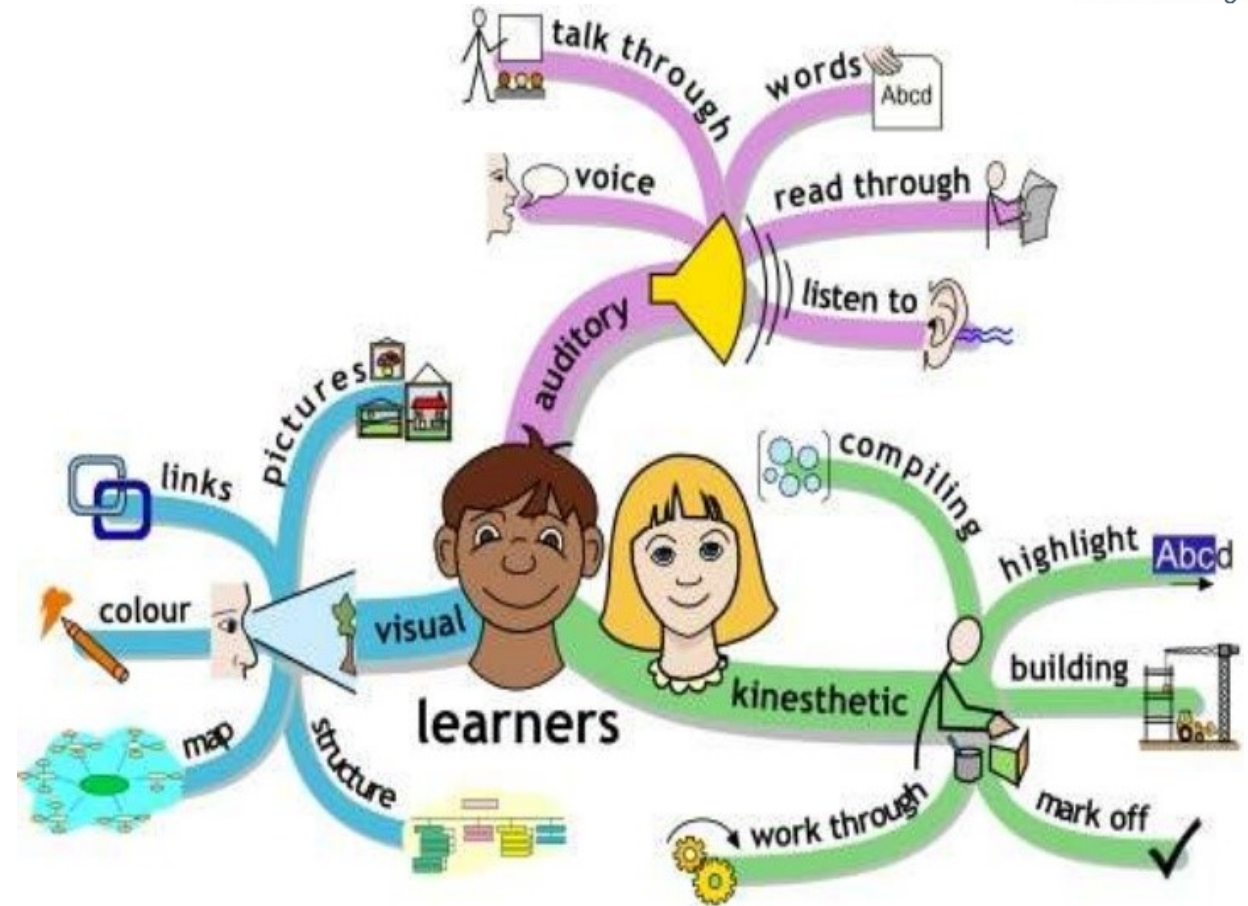 talk through
words
Abcd
voice
read through
listen to
auditory
pictures
links
colour
visual
map
structure
learners
compiling
highlight
Abcd
building
kinesthetic
work through
mark off